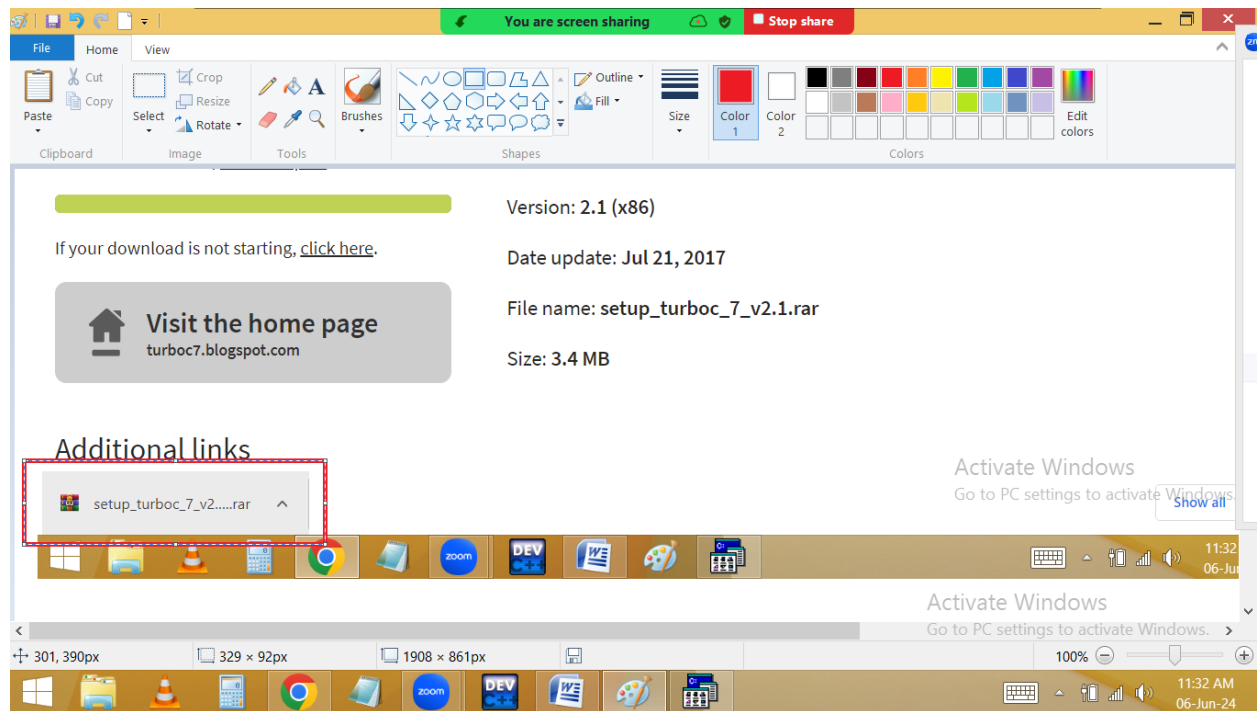 You are screen sharing
Stop share
File
Home
View
zm
Paste
Cut
Copy
Clipboard
Select
Crop
Resize
Rotate
Image
A
Tools
Brushes
Outline
Fill
Shapes
Size
Color 1
Color 2
Edit colors
Colors
If your download is not starting, click here.
Visit the home page
turboc7.blogspot.com
Version: 2.1 (x86)
Date update: Jul 21, 2017
File name: setup_turboc_7_v2.1.rar
Size: 3.4 MB
Additional links
setup_turboc_7_v2.....rar
Activate Windows
Go to PC settings to activate Windows.
Show all
zoom
DEV C++
W
C:
11:32
06-Ju
Activate Windows
Go to PC settings to activate Windows.
301, 390px
329 × 92px
1908 × 861px
100%
zoom
DEV C++
W
C:
11:32 AM
06-Jun-24